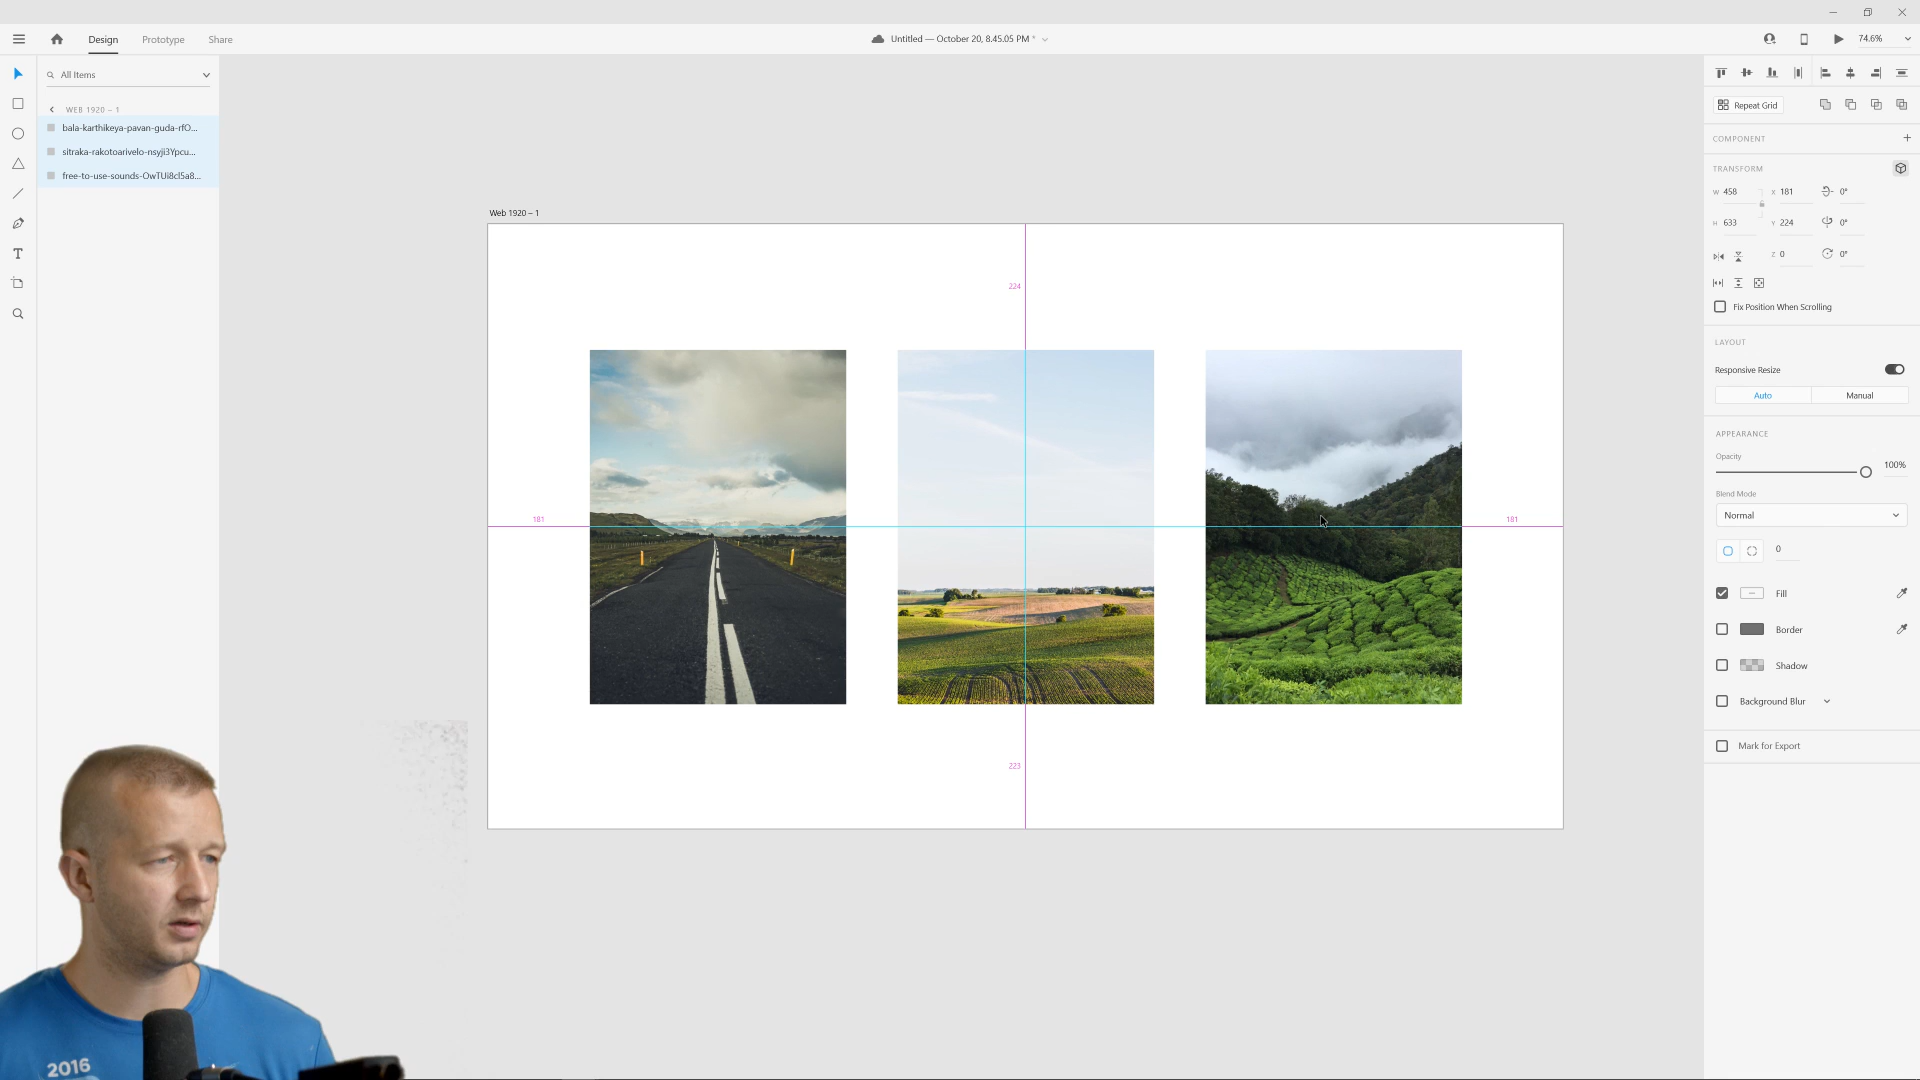 Design
Prototype
Share
Untitled — October 20, 8.45.05 PM *
74.6%
All Items
WEB 1920 – 1
bala-karthikeya-pavan-guda-rfO...
sitraka-rakotoarivelo-nsyji3Ypcu...
free-to-use-sounds-OwTUi8cl5a8...
Web 1920 – 1
224
181
181
223
2016
Repeat Grid
COMPONENT
TRANSFORM
W 458 X 181 0°
H 633 Y 224 0°
Z 0 0°
Fix Position When Scrolling
LAYOUT
Responsive Resize
Auto
Manual
APPEARANCE
Opacity
100%
Blend Mode
Normal
0
Fill
Border
Shadow
Background Blur
Mark for Export